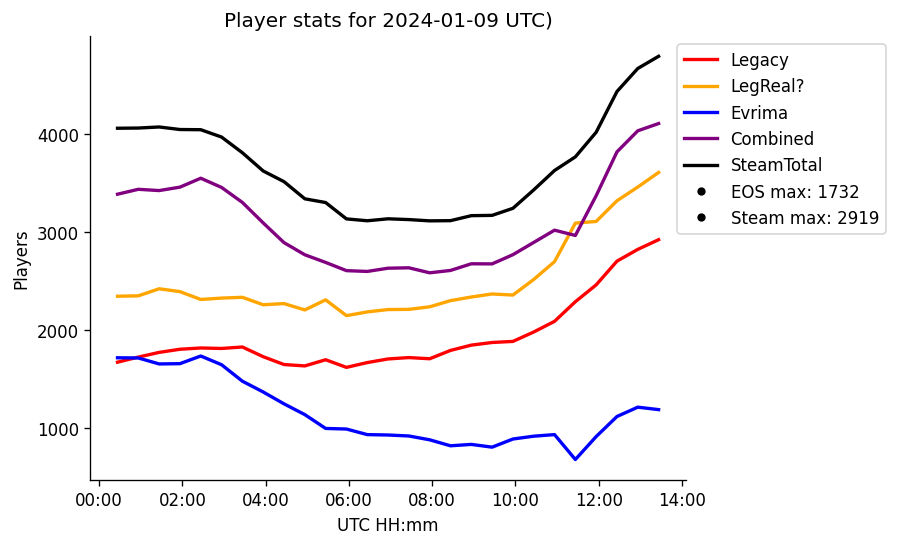 Player stats for 2024-01-09 UTC)
Legacy
LegReal?
Evrima
Combined
SteamTotal
EOS max: 1732
Steam max: 2919
Players
4000
3000
2000
1000
00:00 02:00 04:00 06:00 08:00 10:00 12:00 14:00
UTC HH:mm